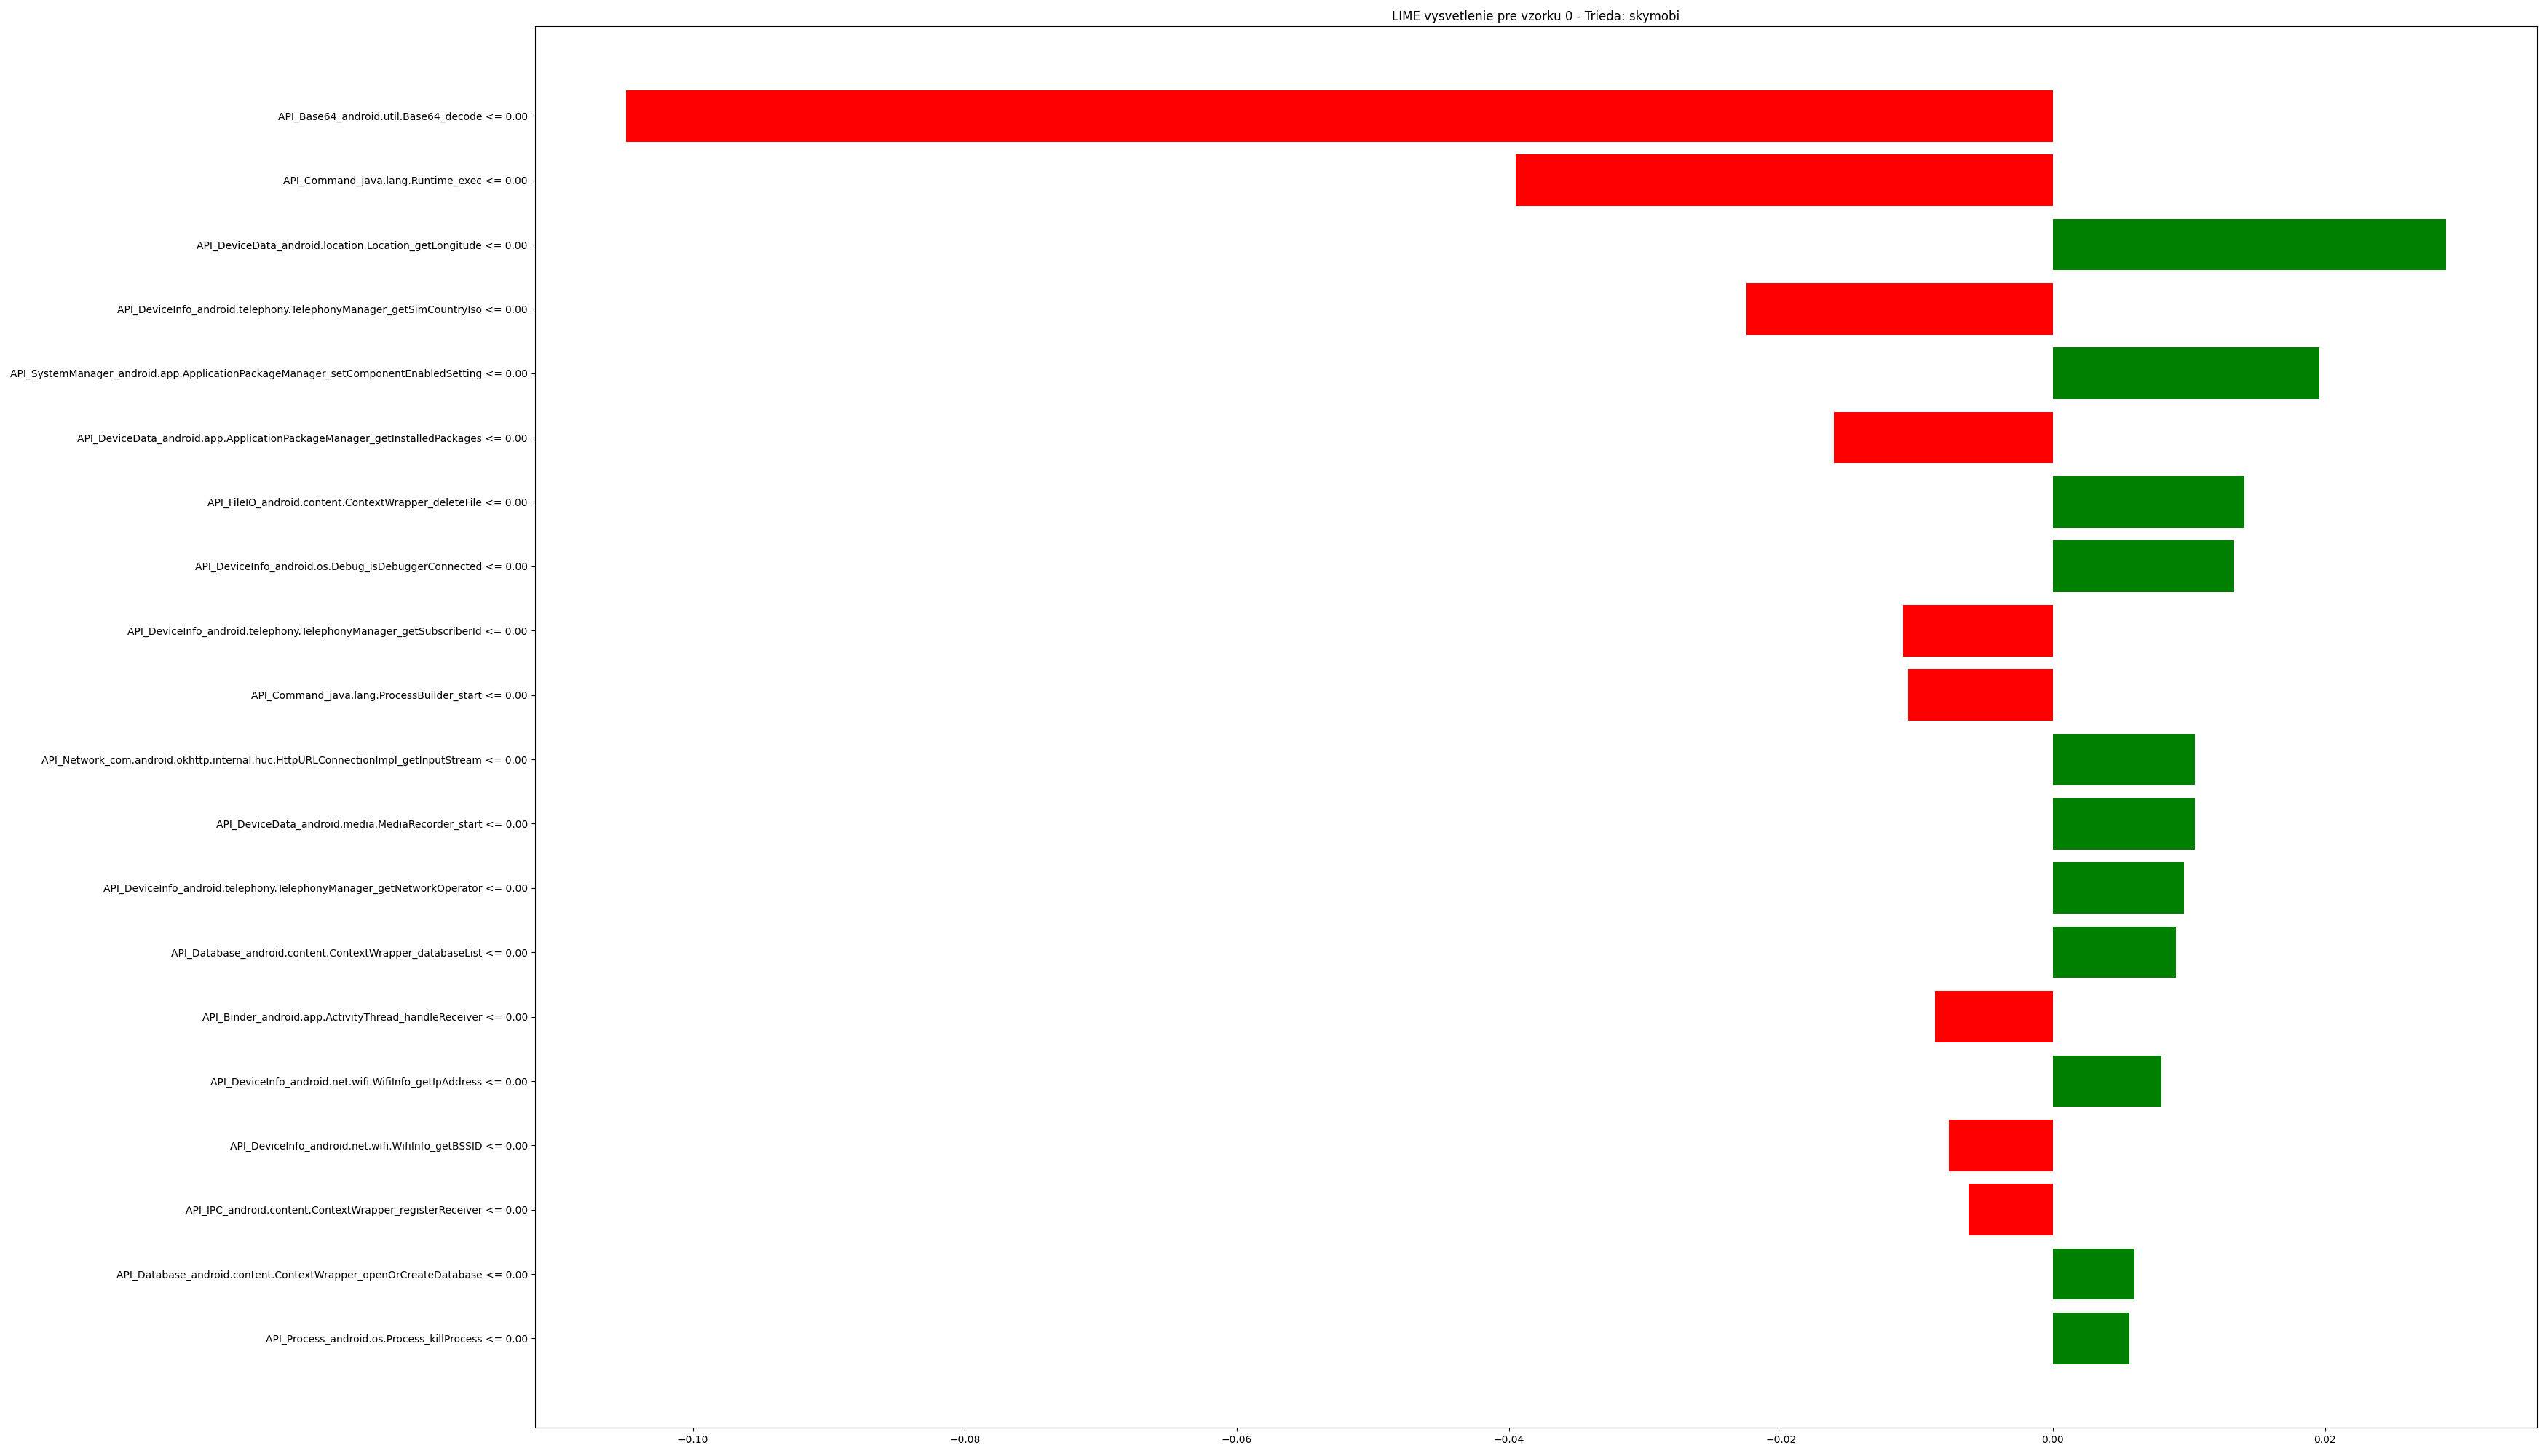 LIME vysvetlenie pre vzorku 0 - Trieda: skymobi
API_Base64_android.util.Base64_decode <= 0.00
API_Command_java.lang.Runtime_exec <= 0.00
API_DeviceData_android.location.Location_getLongitude <= 0.00
API_DeviceInfo_android.telephony.TelephonyManager_getSimCountryIso <= 0.00
API_SystemManager_android.app.ApplicationPackageManager_setComponentEnabledSetting <= 0.00
API_DeviceData_android.app.ApplicationPackageManager_getInstalledPackages <= 0.00
API_FileIO_android.content.ContextWrapper_deleteFile <= 0.00
API_DeviceInfo_android.os.Debug_isDebuggerConnected <= 0.00
API_DeviceInfo_android.telephony.TelephonyManager_getSubscriberId <= 0.00
API_Command_java.lang.ProcessBuilder_start <= 0.00
API_Network_com.android.okhttp.internal.huc.HttpURLConnectionImpl_getInputStream <= 0.00
API_DeviceData_android.media.MediaRecorder_start <= 0.00
API_DeviceInfo_android.telephony.TelephonyManager_getNetworkOperator <= 0.00
API_Database_android.content.ContextWrapper_databaseList <= 0.00
API_Binder_android.app.ActivityThread_handleReceiver <= 0.00
API_DeviceInfo_android.net.wifi.WifiInfo_getIpAddress <= 0.00
API_DeviceInfo_android.net.wifi.WifiInfo_getBSSID <= 0.00
API_IPC_android.content.ContextWrapper_registerReceiver <= 0.00
API_Database_android.content.ContextWrapper_openOrCreateDatabase <= 0.00
API_Process_android.os.Process_killProcess <= 0.00
−0.10 −0.08 −0.06 −0.04 −0.02 0.00 0.02